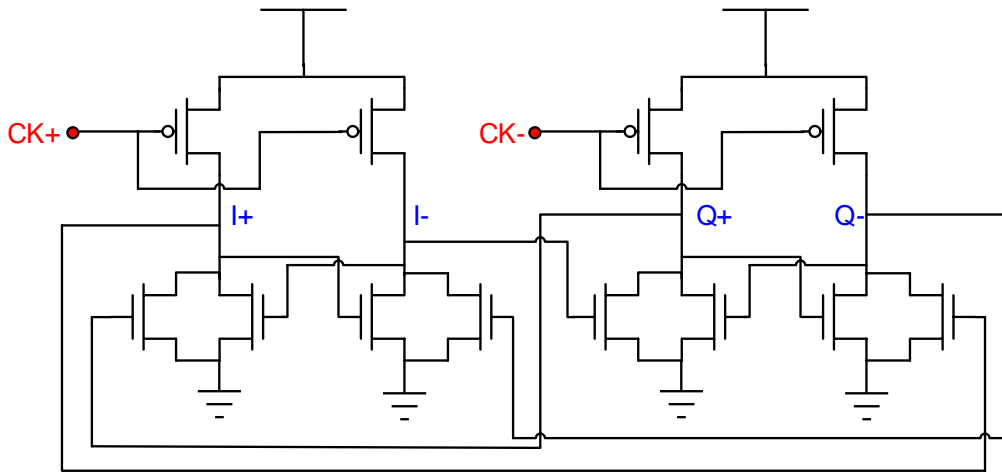 CK+
CK-
I+
I-
Q+
Q-